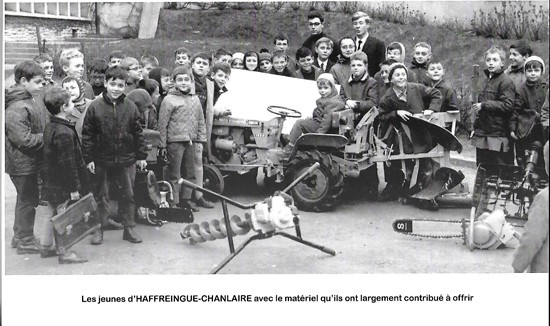 Les jeunes d'HAFFREINGUE-CHANLAIRE avec le matériel qu'ils ont largement contribué à offrir